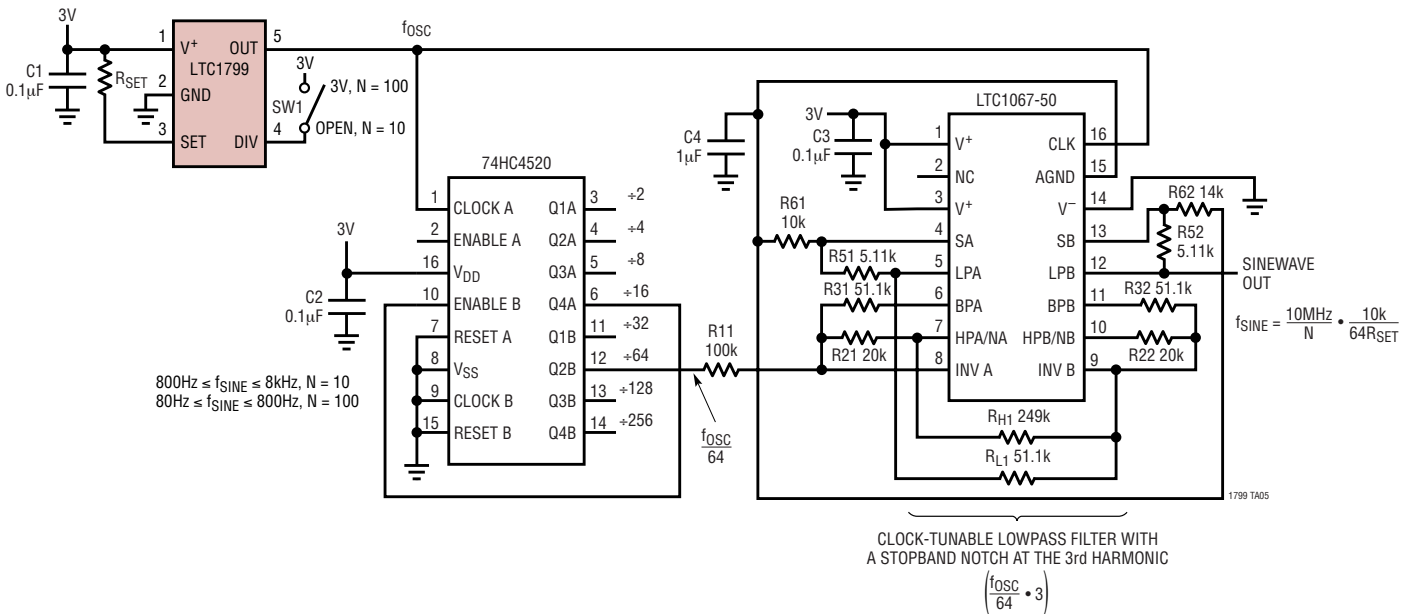 3V
C1
0.1µF
RSET
1
V+
OUT
5
LTC1799
2
GND
3
SET
DIV
4
fOSC
3V
SW1
3V, N = 100
OPEN, N = 10
74HC4520
1
CLOCK A
Q1A
3
÷2
2
ENABLE A
Q2A
4
÷4
16
VDD
Q3A
5
÷8
10
ENABLE B
Q4A
6
÷16
7
RESET A
Q1B
11
÷32
8
VSS
Q2B
12
÷64
9
CLOCK B
Q3B
13
÷128
15
RESET B
Q4B
14
÷256
3V
C2
0.1µF
800Hz ≤ fSINE ≤ 8kHz, N = 10
80Hz ≤ fSINE ≤ 800Hz, N = 100
R11
100k
fOSC
64
C4
1µF
3V
C3
0.1µF
R61
10k
R51 5.11k
R31 51.1k
R21 20k
LTC1067-50
1
V+
CLK
16
2
NC
AGND
15
3
V+
V−
14
4
SA
SB
13
5
LPA
LPB
12
6
BPA
BPB
11
7
HPA/NA
HPB/NB
10
8
INV A
INV B
9
R62 14k
R52
5.11k
R32 51.1k
R22 20k
RH1 249k
RL1 51.1k
SINEWAVE
OUT
fSINE = 10MHz/N • 10k/64RSET
1799 TA05
CLOCK-TUNABLE LOWPASS FILTER WITH
A STOPBAND NOTCH AT THE 3rd HARMONIC
(fOSC/64 • 3)